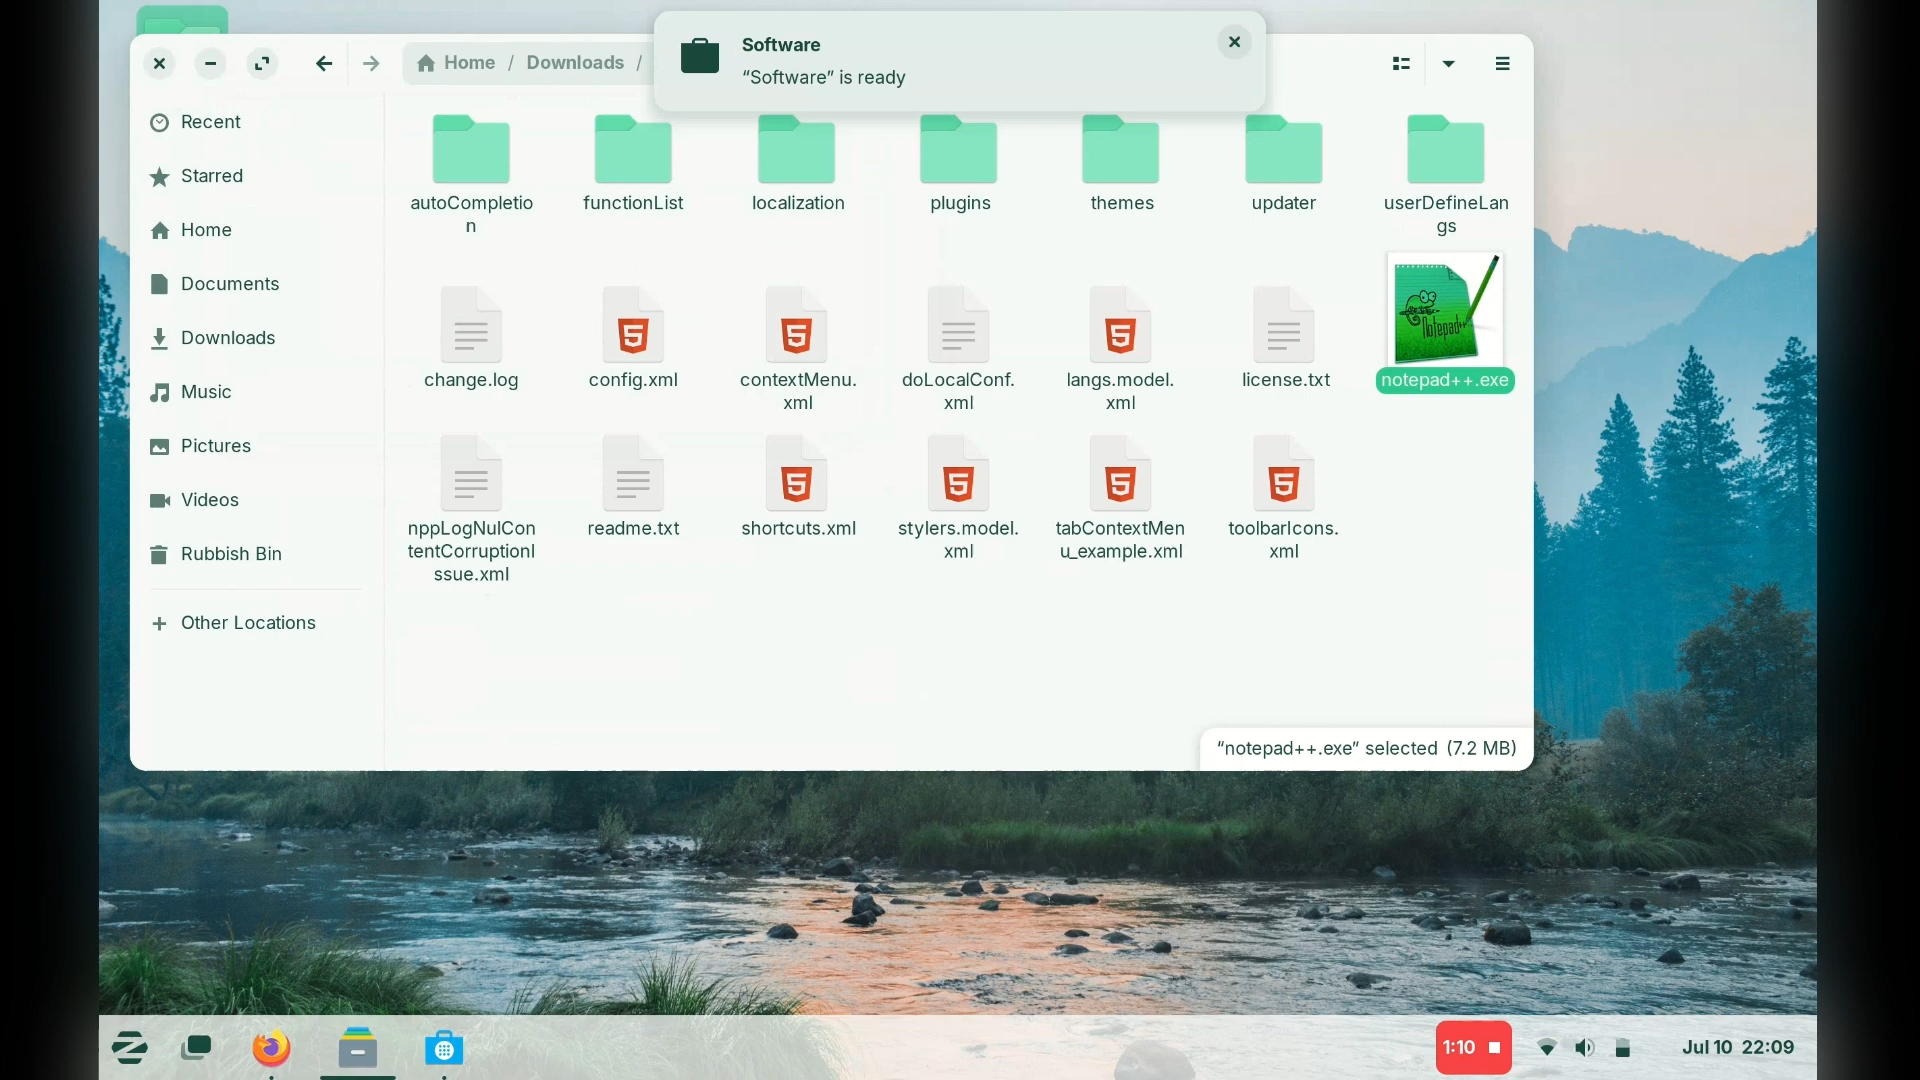 Software
“Software” is ready
Home / Downloads /
Recent
Starred
Home
Documents
Downloads
Music
Pictures
Videos
Rubbish Bin
Other Locations
autoCompletio
n
functionList
localization
plugins
themes
updater
userDefineLan
gs
change.log
config.xml
contextMenu.
xml
doLocalConf.
xml
langs.model.
xml
license.txt
Notepad++
notepad++.exe
nppLogNulCon
tentCorruptionI
ssue.xml
readme.txt
shortcuts.xml
stylers.model.
xml
tabContextMen
u_example.xml
toolbarIcons.
xml
“notepad++.exe” selected (7.2 MB)
1:10
Jul 10 22:09